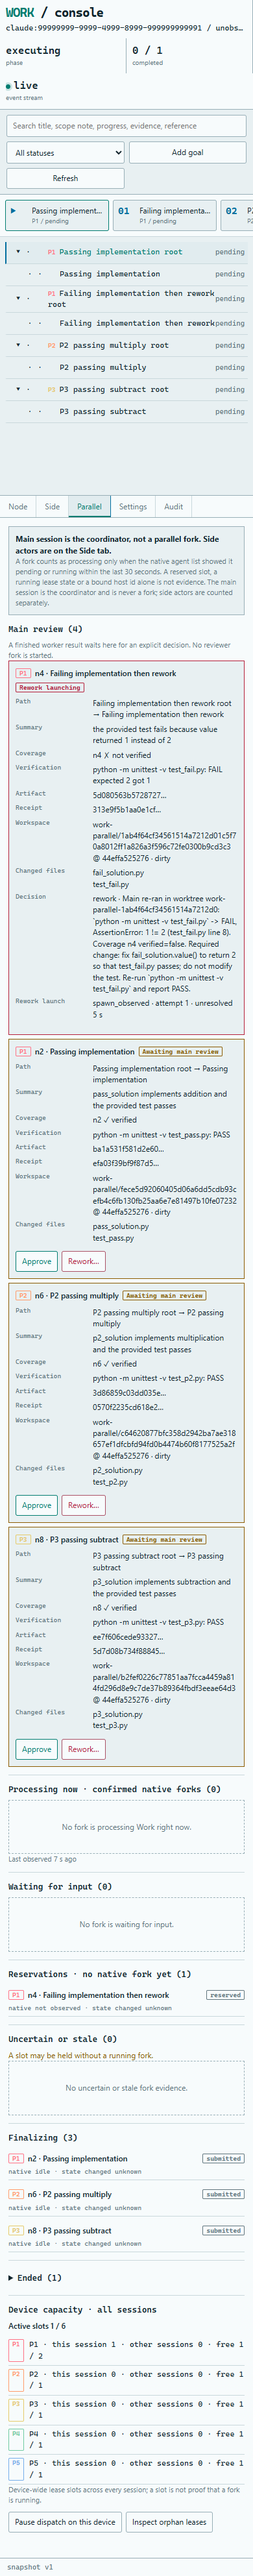 WORK / console
claude:99999999-9999-4999-8999-999999999991 / unobs…
executing
phase
0 / 1
completed
live
event stream
Search title, scope note, progress, evidence, reference
All statuses
Add goal
Refresh
Passing implement...
P1 / pending
01 Failing implementa...
P1 / pending
02 P2
▼ · P1 Passing implementation root pending
· · Passing implementation pending
▼ · P1 Failing implementation then rework root pending
· · Failing implementation then rework pending
▼ · P2 P2 passing multiply root pending
· · P2 passing multiply pending
▼ · P3 P3 passing subtract root pending
· · P3 passing subtract pending
Node Side Parallel Settings Audit
Main session is the coordinator, not a parallel fork. Side
actors are on the Side tab.
A fork counts as processing only when the native agent list showed it
pending or running within the last 30 seconds. A reserved slot, a
running lease state or a bound host id alone is not evidence. The main
session is the coordinator and is never a fork; side actors are counted
separately.
Main review (4)
A finished worker result waits here for an explicit decision. No reviewer
fork is started.
P1 n4 · Failing implementation then rework
Rework launching
Path Failing implementation then rework root
→ Failing implementation then rework
Summary the provided test fails because value
returned 1 instead of 2
Coverage n4 ✗ not verified
Verification python -m unittest -v test_fail.py: FAIL
expected 2 got 1
Artifact 5d080563b5728727...
Receipt 313e9f5b1aa0e1cf...
Workspace work-
parallel/1ab4f64cf34561514a7212d01c5f7
0a8012ff1a826a3f596c72fe0300b9cd3c3
@ 44effa525276 · dirty
Changed files fail_solution.py
test_fail.py
Decision rework · Main re-ran in worktree work-
parallel-1ab4f64cf34561514a7212d0:
`python -m unittest -v test_fail.py` -> FAIL,
AssertionError: 1 != 2 (test_fail.py line 8).
Coverage n4 verified=false. Required
change: fix fail_solution.value() to return 2
so that test_fail.py passes; do not modify
the test. Re-run `python -m unittest -v
test_fail.py` and report PASS.
Rework launch spawn_observed · attempt 1 · unresolved
5 s
P1 n2 · Passing implementation Awaiting main review
Path Passing implementation root → Passing
implementation
Summary pass_solution implements addition and
the provided test passes
Coverage n2 ✓ verified
Verification python -m unittest -v test_pass.py: PASS
Artifact ba1a531f581d2e60...
Receipt efa03f39bf9f87d5...
Workspace work-
parallel/fece5d92060405d06a6dd5cdb93c
efb4c6fb130fb25aa6e7e81497b10fe07232
@ 44effa525276 · dirty
Changed files pass_solution.py
test_pass.py
Approve Rework...
P2 n6 · P2 passing multiply Awaiting main review
Path P2 passing multiply root → P2 passing
multiply
Summary p2_solution implements multiplication
and the provided test passes
Coverage n6 ✓ verified
Verification python -m unittest -v test_p2.py: PASS
Artifact 3d86859c03dd035e...
Receipt 0570f2235cd618e2...
Workspace work-
parallel/c64620877bfc358d2942ba7ae318
657ef1dfcbfd94fd0b4474b60f8177525a2f
@ 44effa525276 · dirty
Changed files p2_solution.py
test_p2.py
Approve Rework...
P3 n8 · P3 passing subtract Awaiting main review
Path P3 passing subtract root → P3 passing
subtract
Summary p3_solution implements subtraction and
the provided test passes
Coverage n8 ✓ verified
Verification python -m unittest -v test_p3.py: PASS
Artifact ee7f606cede93327...
Receipt 5d7d08b734f88845...
Workspace work-
parallel/b2fef0226c77851aa7fcca4459a81
4fd296d8e9c7de37b89364fbdf3eeae64d3
@ 44effa525276 · dirty
Changed files p3_solution.py
test_p3.py
Approve Rework...
Processing now · confirmed native forks (0)
No fork is processing Work right now.
Last observed 7 s ago
Waiting for input (0)
No fork is waiting for input.
Reservations · no native fork yet (1)
P1 n4 · Failing implementation then rework reserved
native not observed · state changed unknown
Uncertain or stale (0)
A slot may be held without a running fork.
No uncertain or stale fork evidence.
Finalizing (3)
P1 n2 · Passing implementation submitted
native idle · state changed unknown
P2 n6 · P2 passing multiply submitted
native idle · state changed unknown
P3 n8 · P3 passing subtract submitted
native idle · state changed unknown
▶ Ended (1)
Device capacity · all sessions
Active slots 1 / 6
P1 P1 · this session 1 · other sessions 0 · free 1
/ 2
P2 P2 · this session 0 · other sessions 0 · free 1
/ 1
P3 P3 · this session 0 · other sessions 0 · free 1
/ 1
P4 P4 · this session 0 · other sessions 0 · free 1
/ 1
P5 P5 · this session 0 · other sessions 0 · free 1
/ 1
Device-wide lease slots across every session; a slot is not proof that a fork
is running.
Pause dispatch on this device Inspect orphan leases
snapshot v1